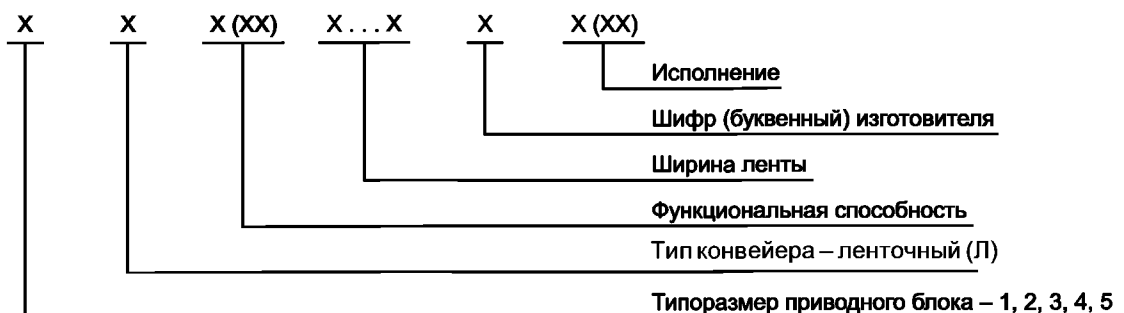 X X X (XX) X . . . X X X (XX)
Исполнение
Шифр (буквенный) изготовителя
Ширина ленты
Функциональная способность
Тип конвейера – ленточный (Л)
Типоразмер приводного блока – 1, 2, 3, 4, 5